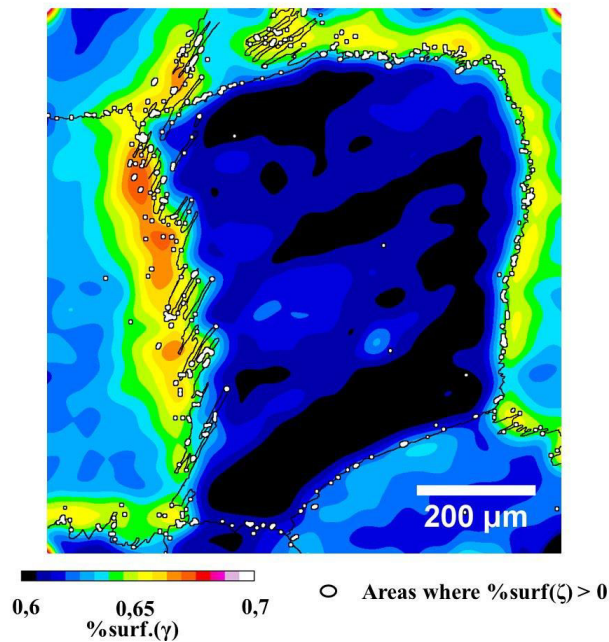 200 µm
0,6 0,65 0,7
%surf.(γ)
Areas where %surf(ζ) > 0